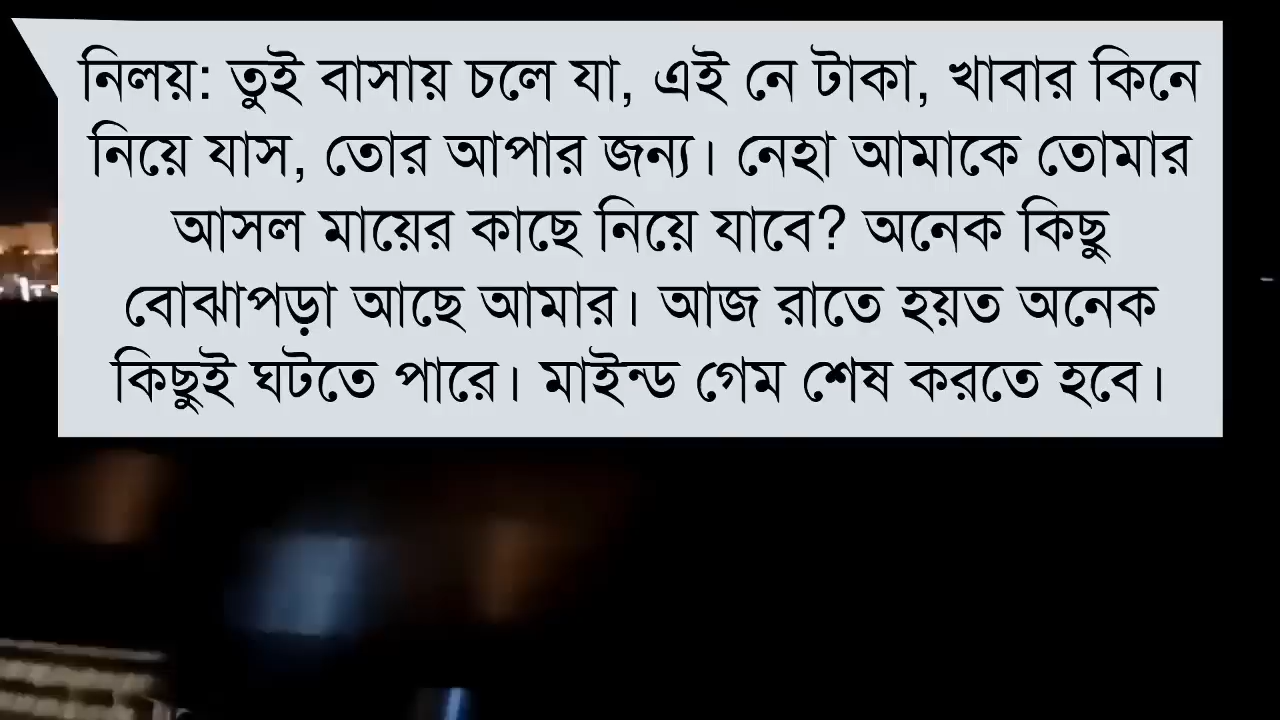 নিলয়: তুই বাসায় চলে যা, এই নে টাকা, খাবার কিনে
নিয়ে যাস, তোর আপার জন্য। নেহা আমাকে তোমার
আসল মায়ের কাছে নিয়ে যাবে? অনেক কিছু
বোঝাপড়া আছে আমার। আজ রাতে হয়ত অনেক
কিছুই ঘটতে পারে। মাইন্ড গেম শেষ করতে হবে।